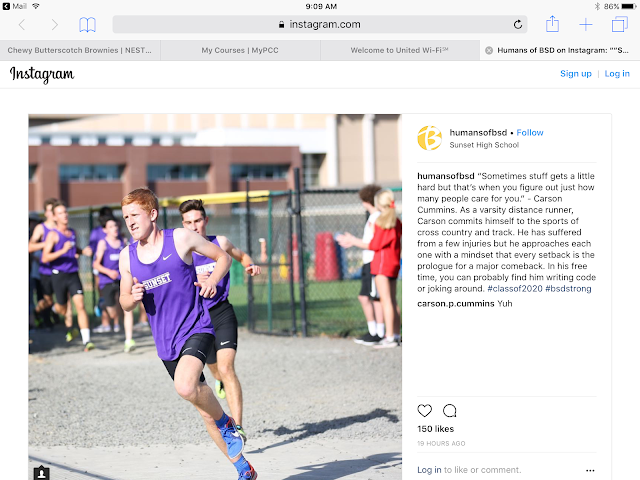 Mail 9:09 AM 86%
instagram.com
Chewy Butterscotch Brownies | NEST... My Courses | MyPCC Welcome to United Wi-Fi℠ Humans of BSD on Instagram: ""S...
Instagram Sign up | Log in
humansofbsd • Follow
Sunset High School
humansofbsd "Sometimes stuff gets a little
hard but that's when you figure out just how
many people care for you." - Carson
Cummins. As a varsity distance runner,
Carson commits himself to the sports of
cross country and track. He has suffered
from a few injuries but he approaches each
one with a mindset that every setback is the
prologue for a major comeback. In his free
time, you can probably find him writing code
or joking around. #classof2020 #bsdstrong
carson.p.cummins Yuh
SUNSET
150 likes
19 HOURS AGO
Log in to like or comment.